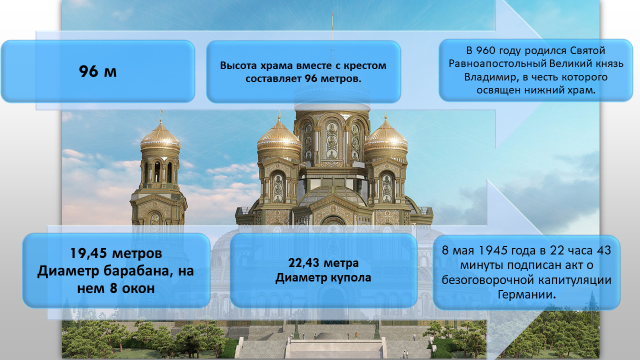 96 м
Высота храма вместе с крестом
составляет 96 метров.
В 960 году родился Святой
Равноапостольный Великий князь
Владимир, в честь которого
освящен нижний храм.
19,45 метров
Диаметр барабана, на
нем 8 окон
22,43 метра
Диаметр купола
8 мая 1945 года в 22 часа 43
минуты подписан акт о
безоговорочной капитуляции
Германии.